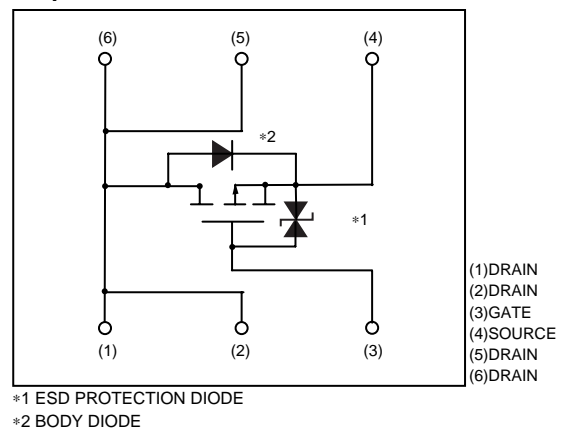 (6) (5) (4)
∗2
∗1
(1) (2) (3)
(1)DRAIN
(2)DRAIN
(3)GATE
(4)SOURCE
(5)DRAIN
(6)DRAIN
∗1 ESD PROTECTION DIODE
∗2 BODY DIODE